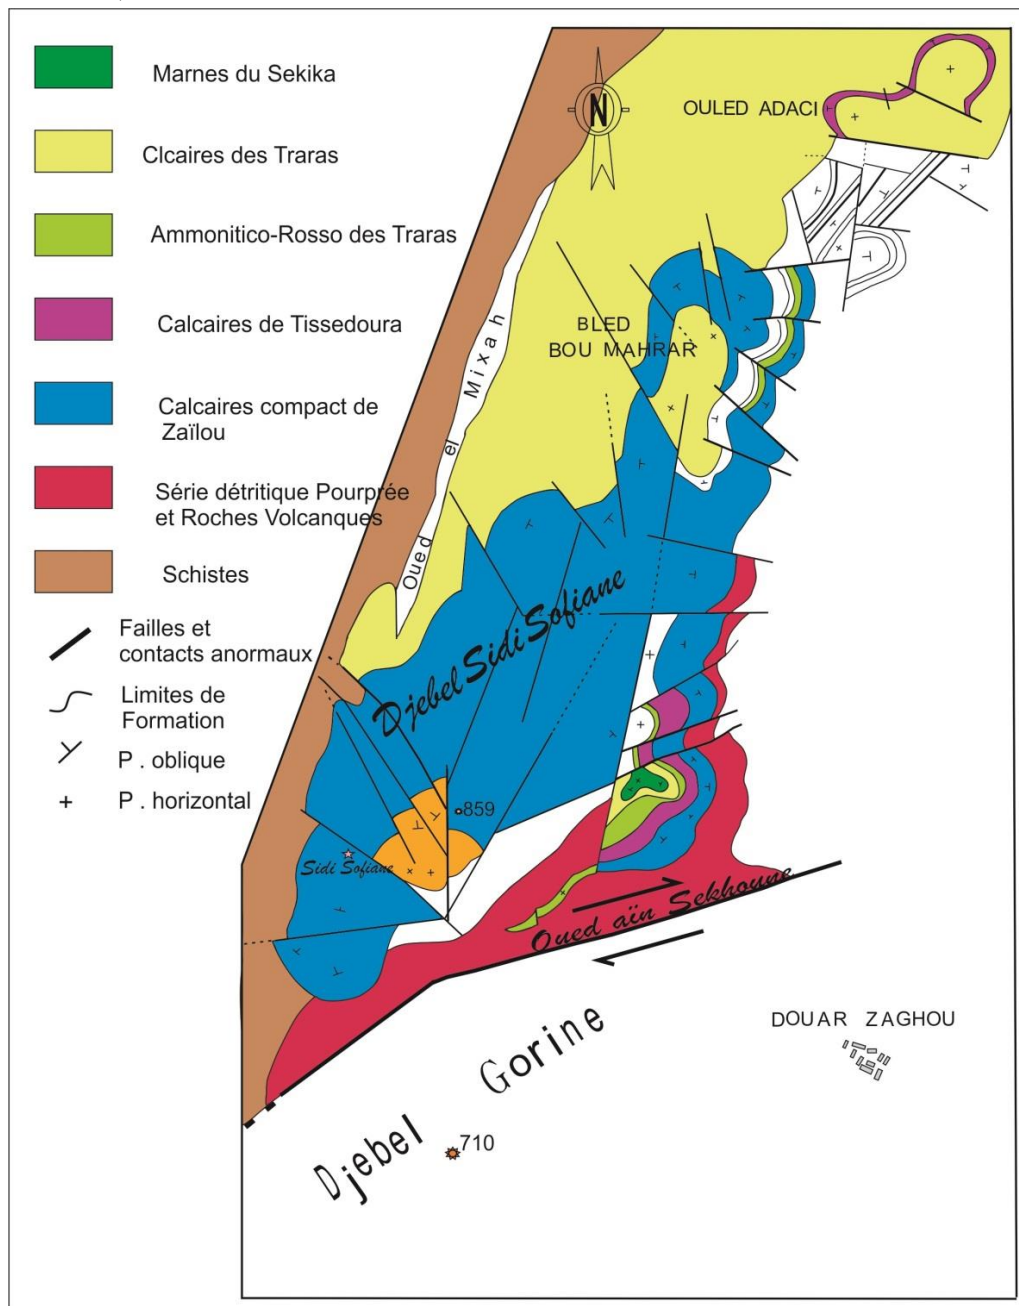 Marnes du Sekika
Clcaires des Traras
Ammonitico-Rosso des Traras
Calcaires de Tissedoura
Calcaires compact de
Zaïlou
Série détritique Pourprée
et Roches Volcanques
Schistes
Failles et
contacts anormaux
Limites de
Formation
P . oblique
P . horizontal
N
OULED ADACI
BLED
BOU MAHRAR
Oued el Mixah
Djebel Sidi Sofiane
859
Sidi Sofiane
Oued aïn Sekhoune
DOUAR ZAGHOU
Djebel Gorine
710